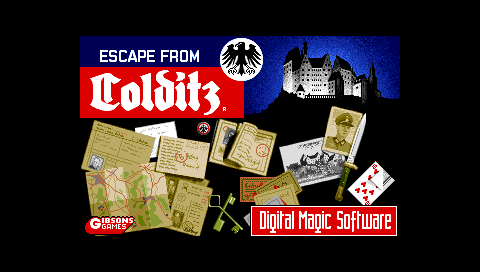 ESCAPE FROM
Colditz
R
GIBSONS
GAMES
Digital Magic Software